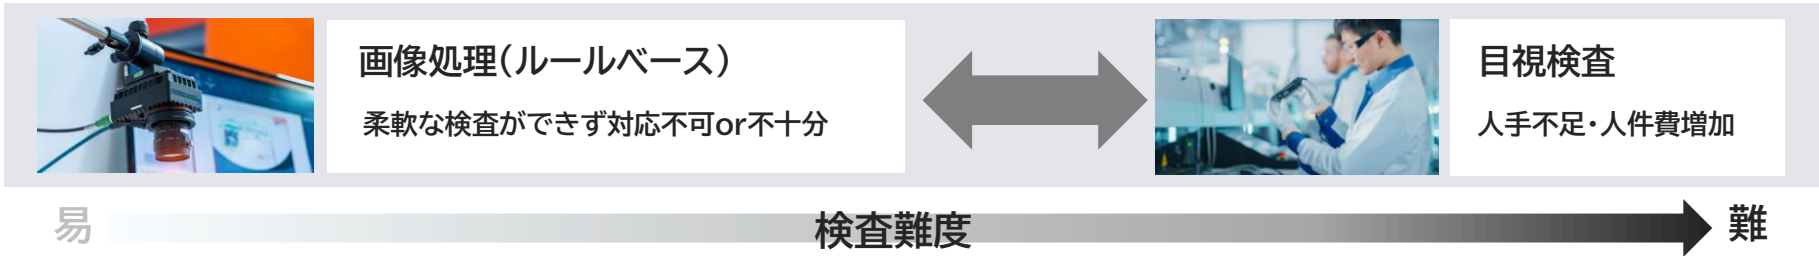 画像処理(ルールベース)
柔軟な検査ができず対応不可or不十分
目視検査
人手不足・人件費増加
易
検査難度
難